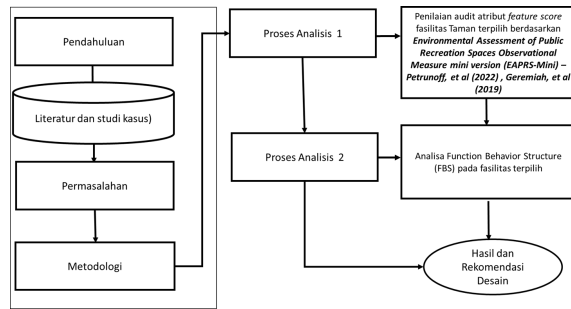 Pendahuluan
Literatur dan studi kasus)
Permasalahan
Metodologi
Proses Analisis 1
Penilaian audit atribut feature score
fasilitas Taman terpilih berdasarkan
Environmental Assessment of Public
Recreation Spaces Observational
Measure mini version (EAPRS-Mini) –
Petrunoff, et al (2022) , Geremiah, et al
(2019)
Proses Analisis 2
Analisa Function Behavior Structure
(FBS) pada fasilitas terpilih
Hasil dan
Rekomendasi
Desain